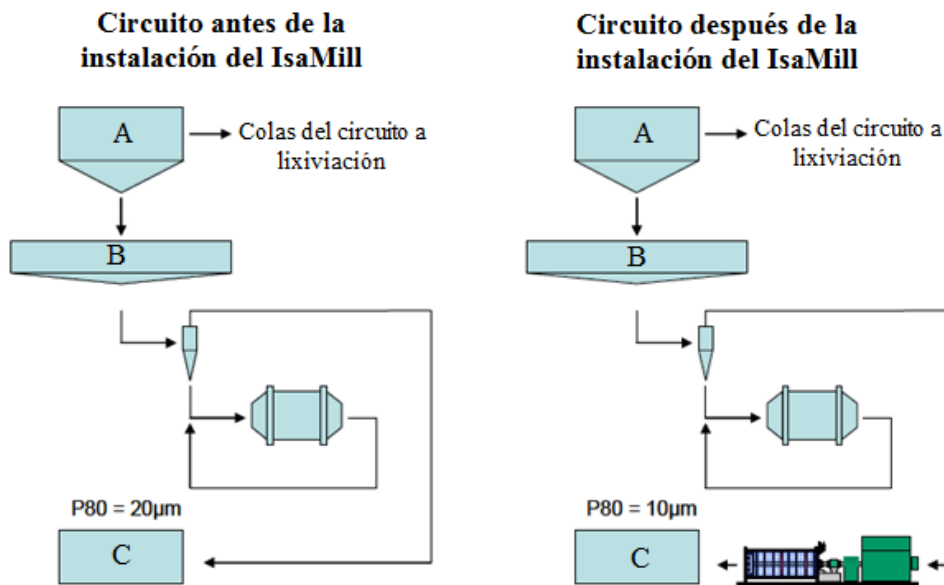 Circuito antes de la
instalación del IsaMill
A
Colas del circuito a
lixiviación
B
P80 = 20µm
C
Circuito después de la
instalación del IsaMill
A
Colas del circuito a
lixiviación
B
P80 = 10µm
C